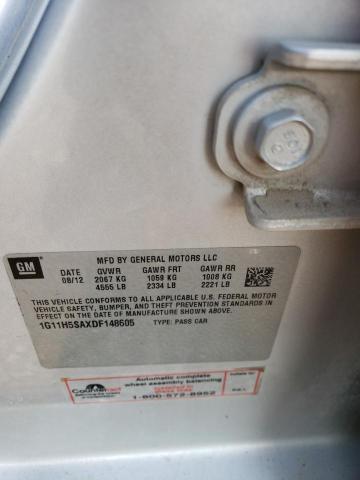 GM
MFD BY GENERAL MOTORS LLC
DATE GVWR GAWR FRT GAWR RR
08/12 2067 KG 1059 KG 1008 KG
4555 LB 2334 LB 2221 LB
THIS VEHICLE CONFORMS TO ALL APPLICABLE U.S. FEDERAL MOTOR
VEHICLE SAFETY, BUMPER, AND THEFT PREVENTION STANDARDS IN
EFFECT ON THE DATE OF MANUFACTURE SHOWN ABOVE.
1G11H5SAXDF148605 TYPE: PASS CAR
Counteract
Automatic complete
wheel assembly balancing
1-800-572-8952